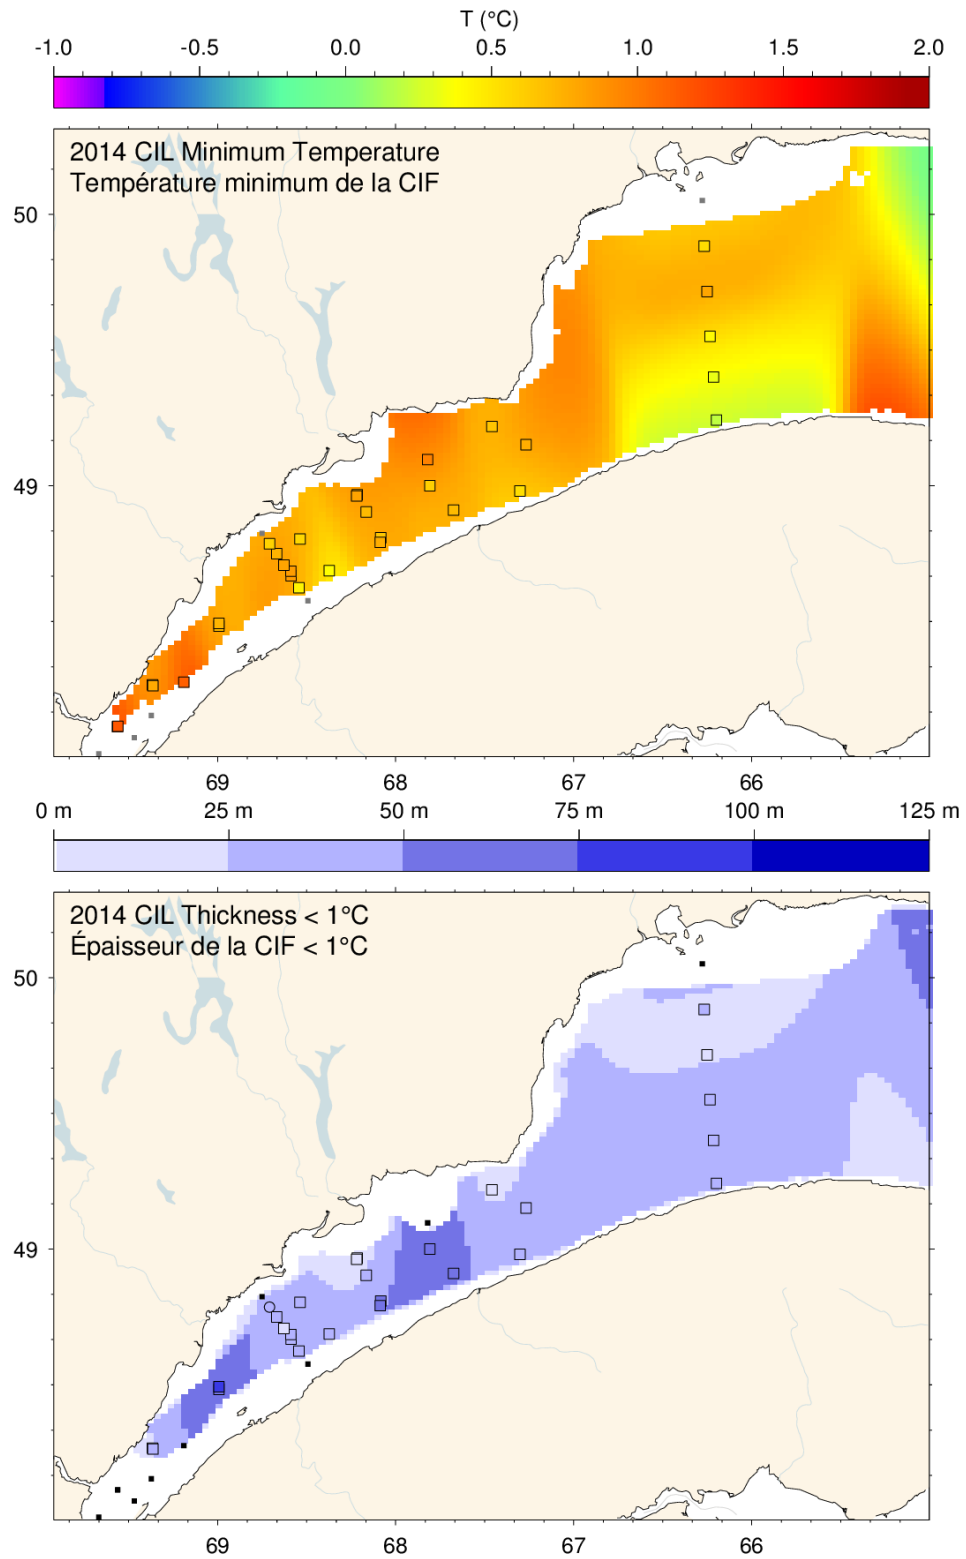 T (°C)
-1.0 -0.5 0.0 0.5 1.0 1.5 2.0
2014 CIL Minimum Temperature
Température minimum de la CIF
50
49
69 68 67 66
0 m 25 m 50 m 75 m 100 m 125 m
2014 CIL Thickness < 1°C
Épaisseur de la CIF < 1°C
50
49
69 68 67 66